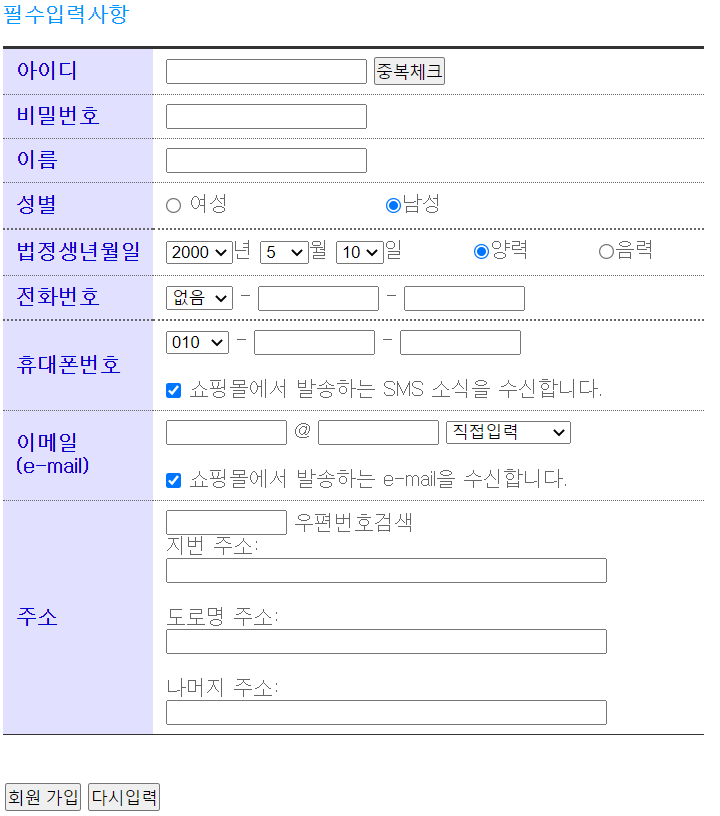 필수입력사항
아이디 중복체크
비밀번호
이름
성별 여성 남성
법정생년월일 2000 년 5 월 10 일 양력 음력
전화번호 없음 - -
휴대폰번호 010 - -
쇼핑몰에서 발송하는 SMS 소식을 수신합니다.
이메일
(e-mail) @ 직접입력
쇼핑몰에서 발송하는 e-mail을 수신합니다.
주소 우편번호검색
지번 주소:
도로명 주소:
나머지 주소:
회원 가입 다시입력